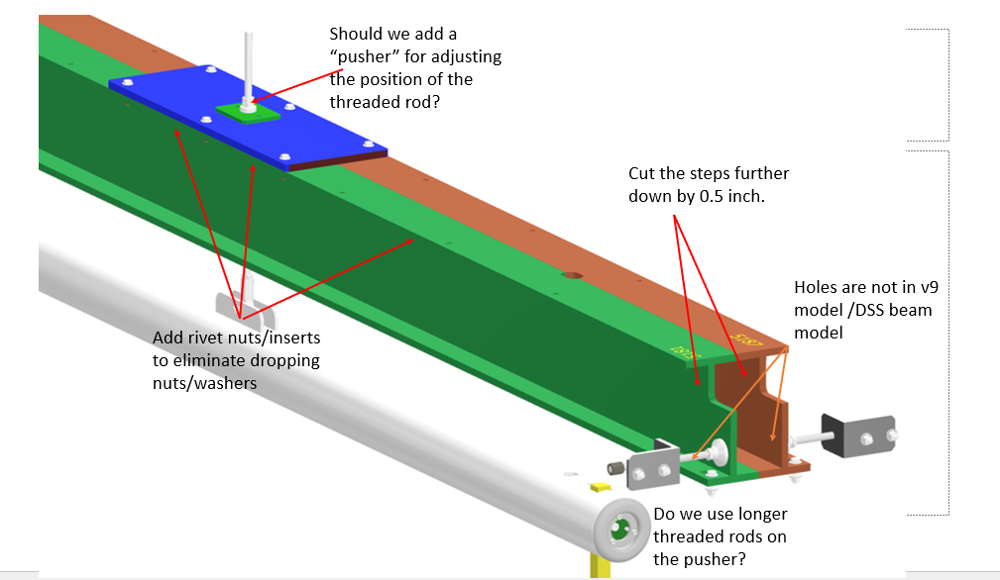 Should we add a
“pusher” for adjusting
the position of the
threaded rod?
Cut the steps further
down by 0.5 inch.
Holes are not in v9
model /DSS beam
model
Add rivet nuts/inserts
to eliminate dropping
nuts/washers
Do we use longer
threaded rods on
the pusher?